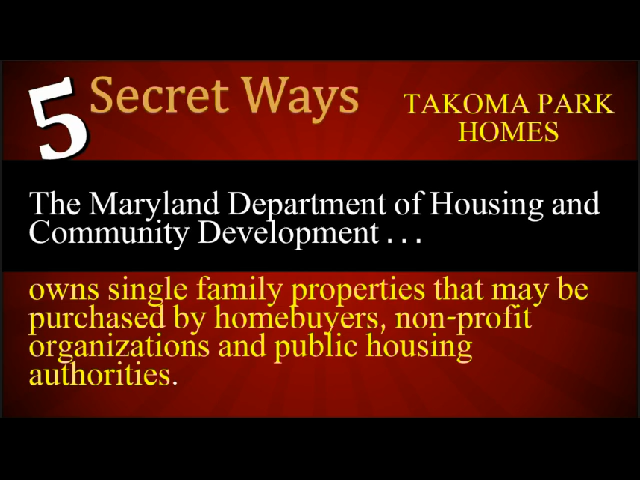 5 Secret Ways
TAKOMA PARK
HOMES
The Maryland Department of Housing and
Community Development . . .
owns single family properties that may be
purchased by homebuyers, non-profit
organizations and public housing
authorities.